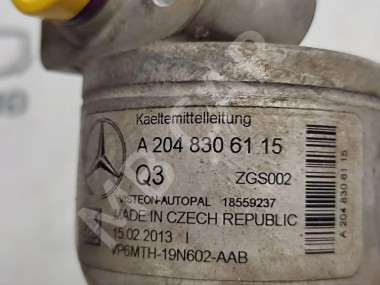 Kaeltemittelleitung
A 204 830 61 15
Q3 ZGS002
VISTEON-AUTOPAL 18559237
MADE IN CZECH REPUBLIC
15.02.2013 I
VP6MTH-19N602-AAB
A 204 830 61 15